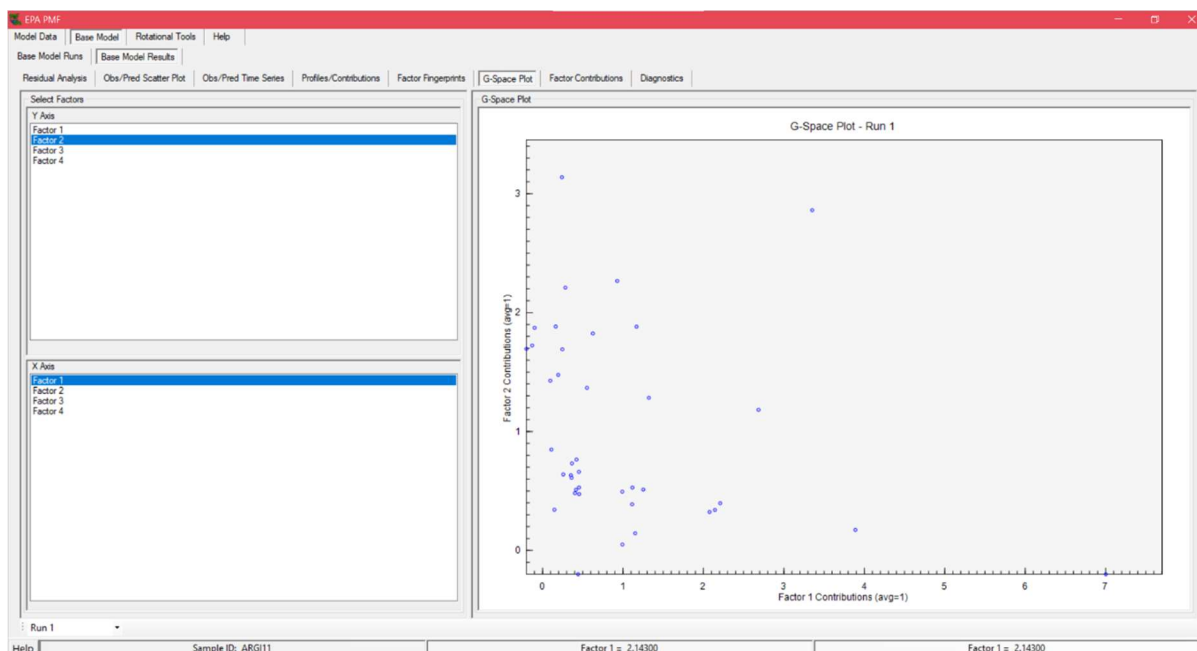 EPA PMF
Model Data Base Model Rotational Tools Help
Base Model Runs Base Model Results
Residual Analysis Obs/Pred Scatter Plot Obs/Pred Time Series Profiles/Contributions Factor Fingerprints G-Space Plot Factor Contributions Diagnostics
Select Factors
Y Axis
Factor 1
Factor 2
Factor 3
Factor 4
X Axis
Factor 1
Factor 2
Factor 3
Factor 4
G-Space Plot
G-Space Plot - Run 1
Factor 2 Contributions (avg=1)
3
2
1
0
0 1 2 3 4 5 6 7
Factor 1 Contributions (avg=1)
Run 1
Help Sample ID: ARGI11 Factor 1 = 2.14300 Factor 1 = 2.14300